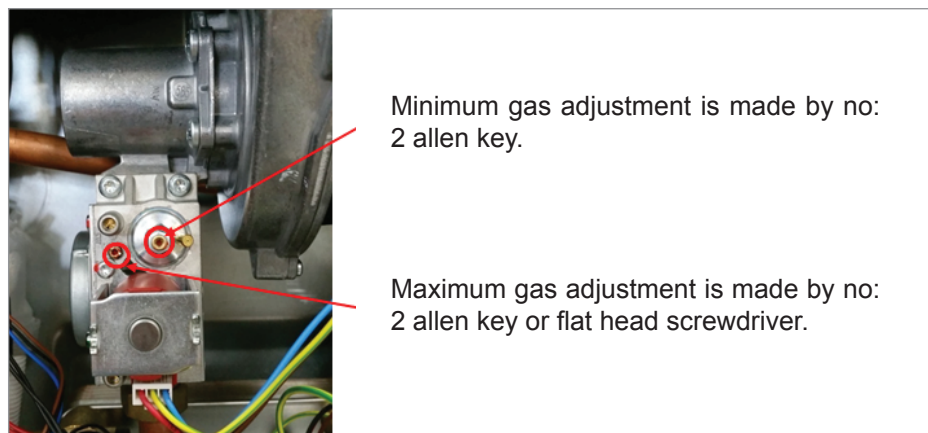 Minimum gas adjustment is made by no:
2 allen key.
Maximum gas adjustment is made by no:
2 allen key or flat head screwdriver.